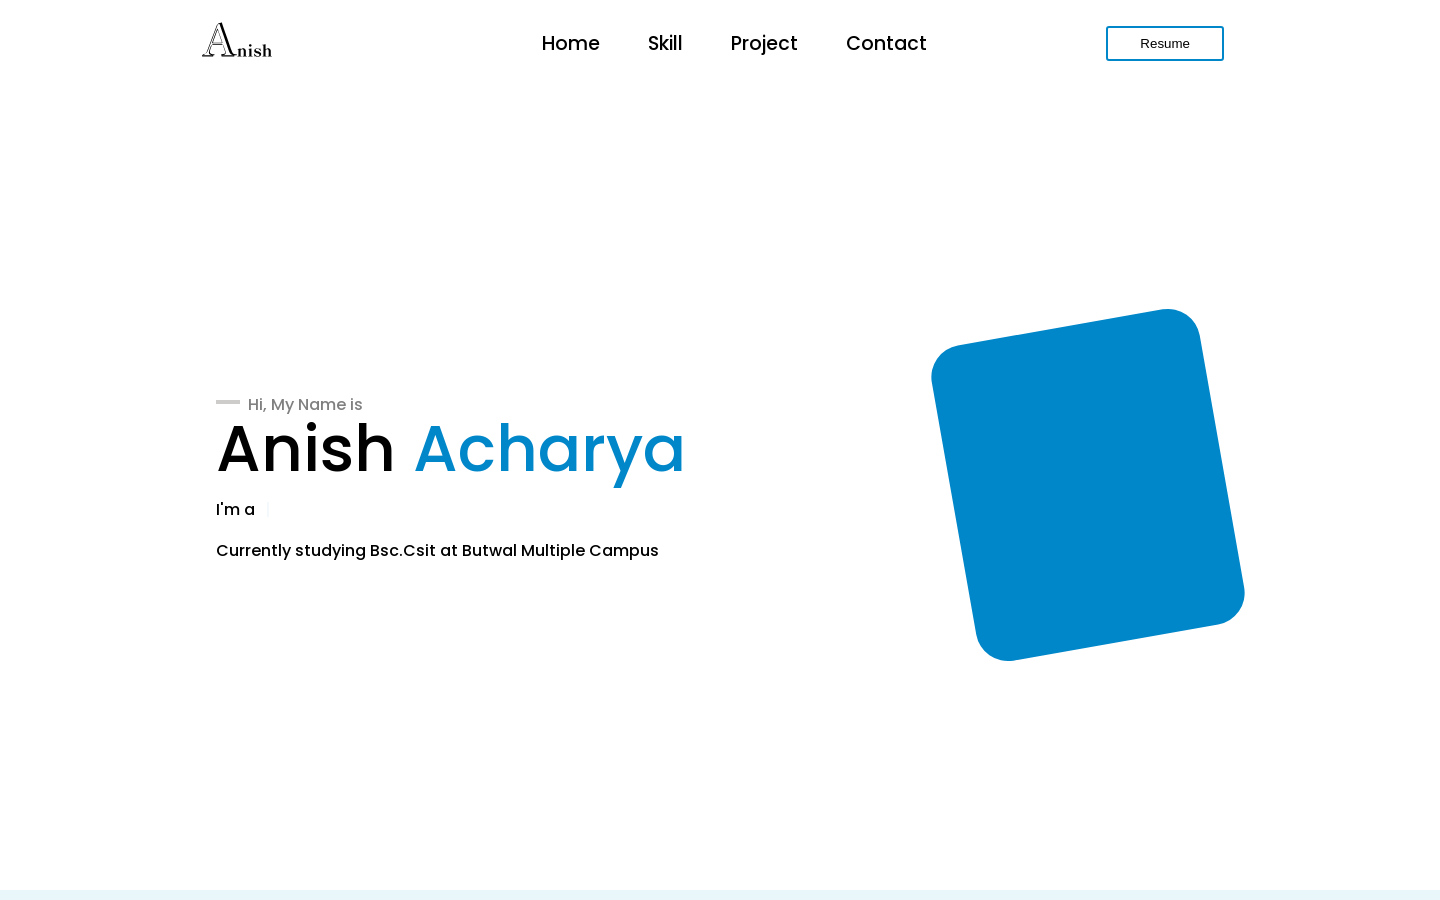 Anish
Home
Skill
Project
Contact
Resume
Hi, My Name is
Anish Acharya
I'm a
Currently studying Bsc.Csit at Butwal Multiple Campus